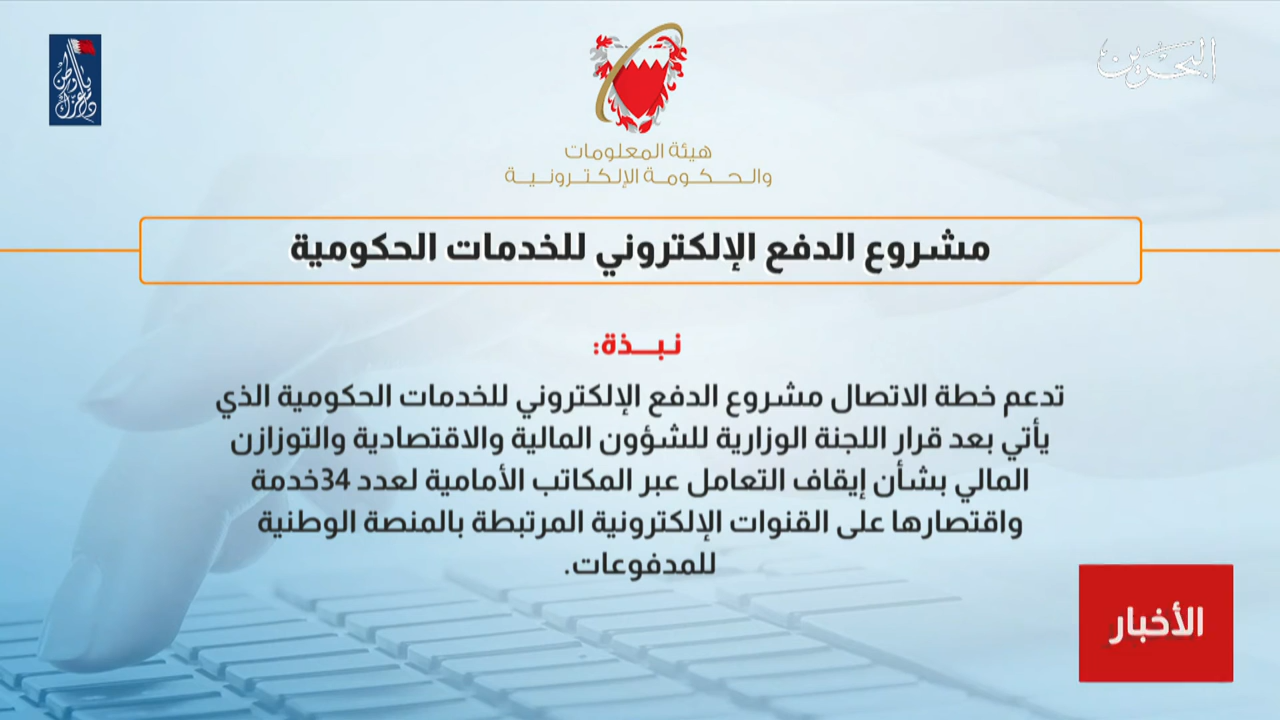 البحرين
هيئة المعلومات
والحكومة الإلكترونية
مشروع الدفع الإلكتروني للخدمات الحكومية
نبذة:
تدعم خطة الاتصال مشروع الدفع الإلكتروني للخدمات الحكومية الذي
يأتي بعد قرار اللجنة الوزارية للشؤون المالية والاقتصادية والتوزازن
المالي بشأن إيقاف التعامل عبر المكاتب الأمامية لعدد 34خدمة
واقتصارها على القنوات الإلكترونية المرتبطة بالمنصة الوطنية
للمدفوعات.
الأخبار